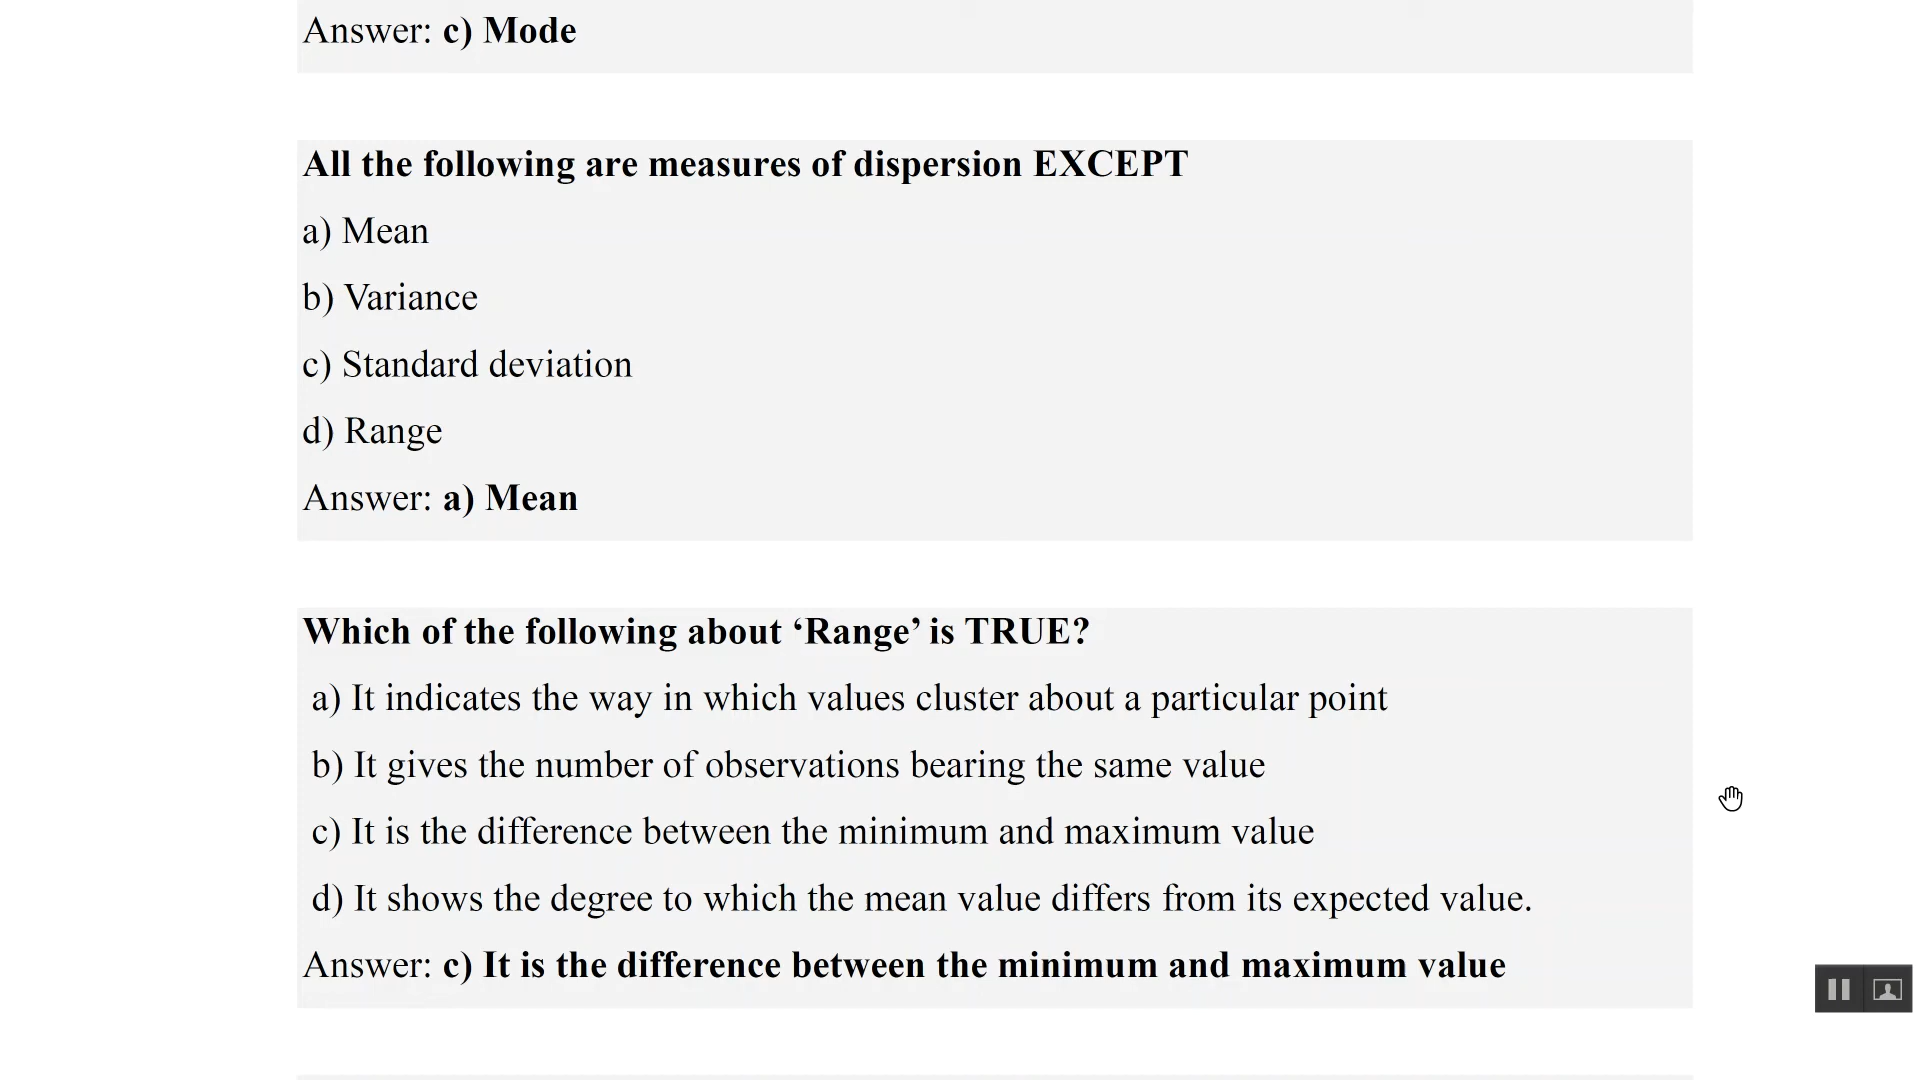 Answer: c) Mode
All the following are measures of dispersion EXCEPT
a) Mean
b) Variance
c) Standard deviation
d) Range
Answer: a) Mean
Which of the following about ‘Range’ is TRUE?
a) It indicates the way in which values cluster about a particular point
b) It gives the number of observations bearing the same value
c) It is the difference between the minimum and maximum value
d) It shows the degree to which the mean value differs from its expected value.
Answer: c) It is the difference between the minimum and maximum value